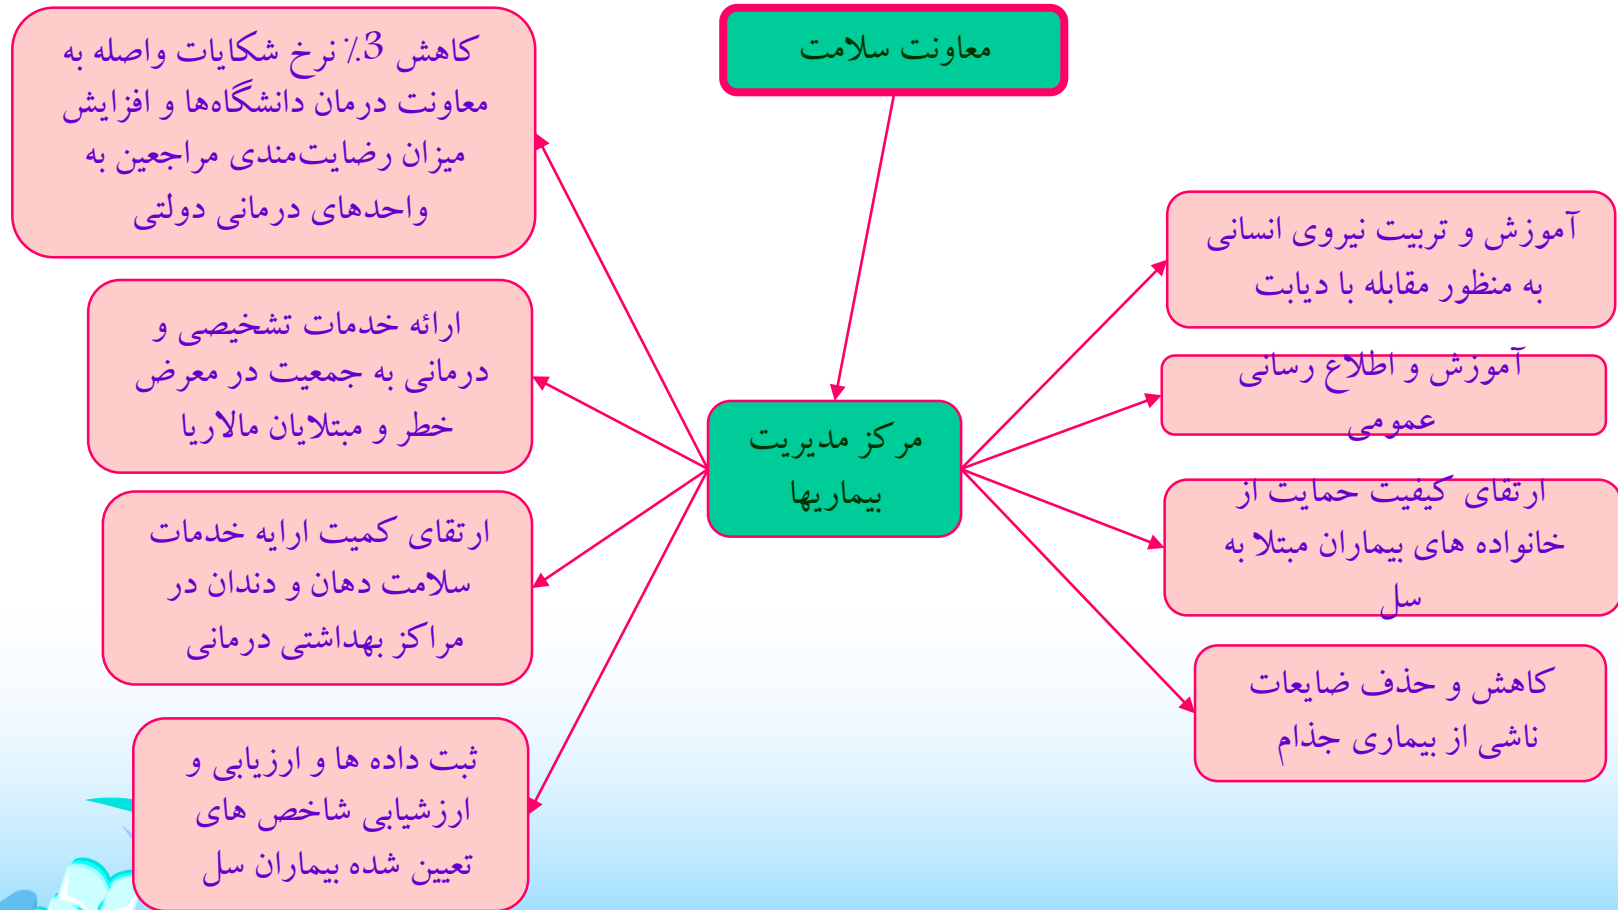 معاونت سلامت
مرکز مدیریت
بیماریها
آموزش و تربیت نیروی انسانی
به منظور مقابله با دیابت
آموزش و اطلاع رسانی
عمومی
ارتقای کیفیت حمایت از
خانواده های بیماران مبتلا به
سل
کاهش و حذف ضایعات
ناشی از بیماری جذام
کاهش 3٪ نرخ شکایات واصله به
معاونت درمان دانشگاه‌ها و افزایش
میزان رضایت‌مندی مراجعین به
واحدهای درمانی دولتی
ارائه خدمات تشخیصی و
درمانی به جمعیت در معرض
خطر و مبتلایان مالاریا
ارتقای کمیت ارایه خدمات
سلامت دهان و دندان در
مراکز بهداشتی درمانی
ثبت داده ها و ارزیابی و
ارزشیابی شاخص های
تعیین شده بیماران سل